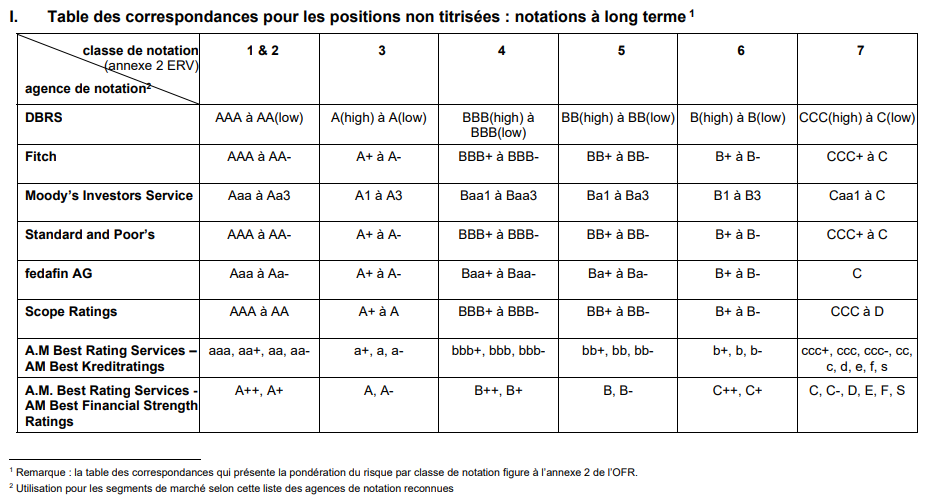 I. Table des correspondances pour les positions non titrisées : notations à long terme 1
classe de notation 1 & 2 3 4 5 6 7
(annexe 2 ERV)
agence de notation2
DBRS AAA à AA(low) A(high) à A(low) BBB(high) à BB(high) à BB(low) B(high) à B(low) CCC(high) à C(low)
BBB(low)
Fitch AAA à AA- A+ à A- BBB+ à BBB- BB+ à BB- B+ à B- CCC+ à C
Moody's Investors Service Aaa à Aa3 A1 à A3 Baa1 à Baa3 Ba1 à Ba3 B1 à B3 Caa1 à C
Standard and Poor's AAA à AA- A+ à A- BBB+ à BBB- BB+ à BB- B+ à B- CCC+ à C
fedafin AG Aaa à Aa- A+ à A- Baa+ à Baa- Ba+ à Ba- B+ à B- C
Scope Ratings AAA à AA A+ à A BBB+ à BBB- BB+ à BB- B+ à B- CCC à D
A.M Best Rating Services – aaa, aa+, aa, aa- a+, a, a- bbb+, bbb, bbb- bb+, bb, bb- b+, b, b- ccc+, ccc, ccc-, cc,
AM Best Kreditratings c, d, e, f, s
A.M. Best Rating Services - A++, A+ A, A- B++, B+ B, B- C++, C+ C, C-, D, E, F, S
AM Best Financial Strength
Ratings
1 Remarque : la table des correspondances qui présente la pondération du risque par classe de notation figure à l'annexe 2 de l'OFR.
2 Utilisation pour les segments de marché selon cette liste des agences de notation reconnues